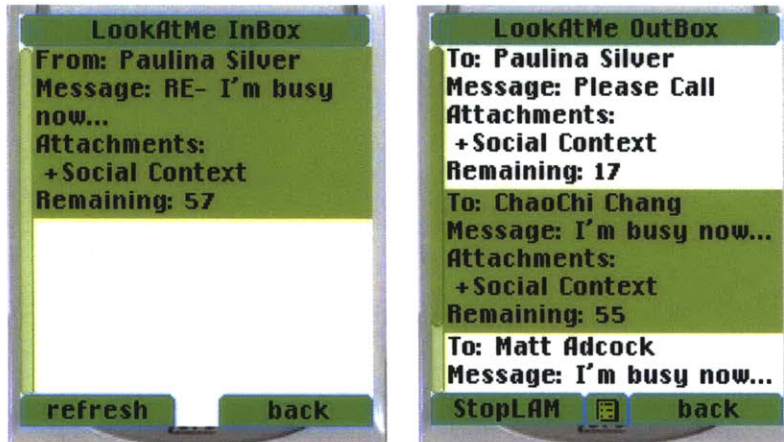 LookAtMe InBox
From: Paulina Silver
Message: RE- I'm busy
now...
Attachments:
+Social Context
Remaining: 57
refresh
back
LookAtMe OutBox
To: Paulina Silver
Message: Please Call
Attachments:
+Social Context
Remaining: 17
To: ChaoChi Chang
Message: I'm busy now...
Attachments:
+Social Context
Remaining: 55
To: Matt Adcock
Message: I'm busy now...
StopLAM
back